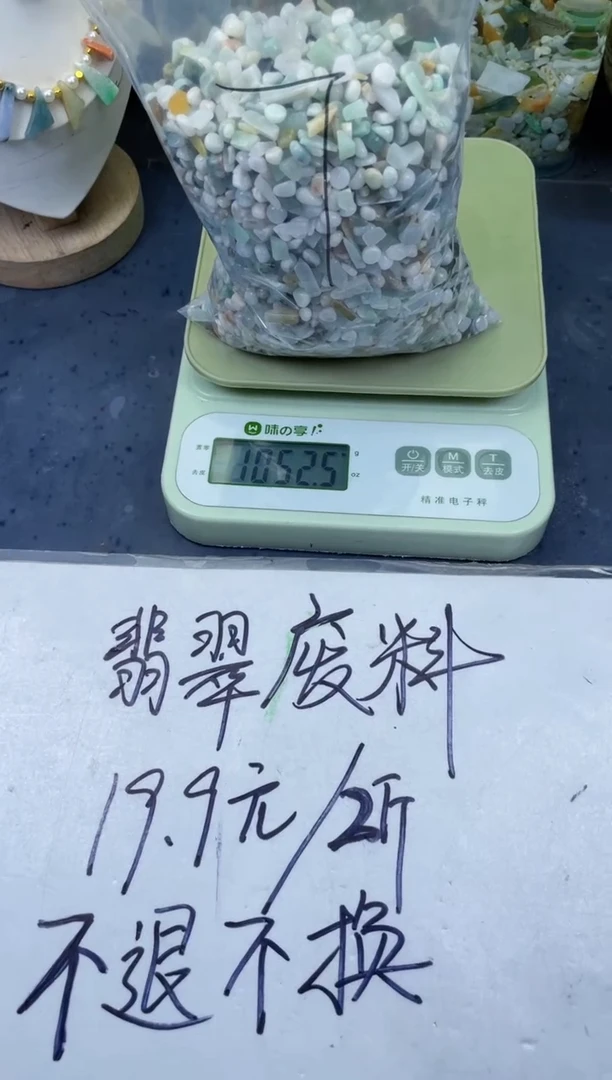 味の享
1052.5
g
oz
开/关
M
模式
T
去皮
精准电子秤
翡翠废料
19.9元/2斤
不退不换